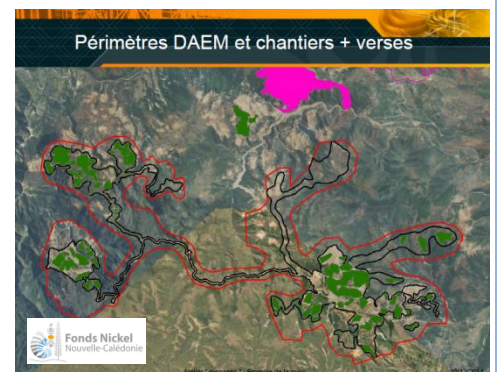 Périmètres DAEM et chantiers + verses
Fonds Nickel
Nouvelle-Calédonie